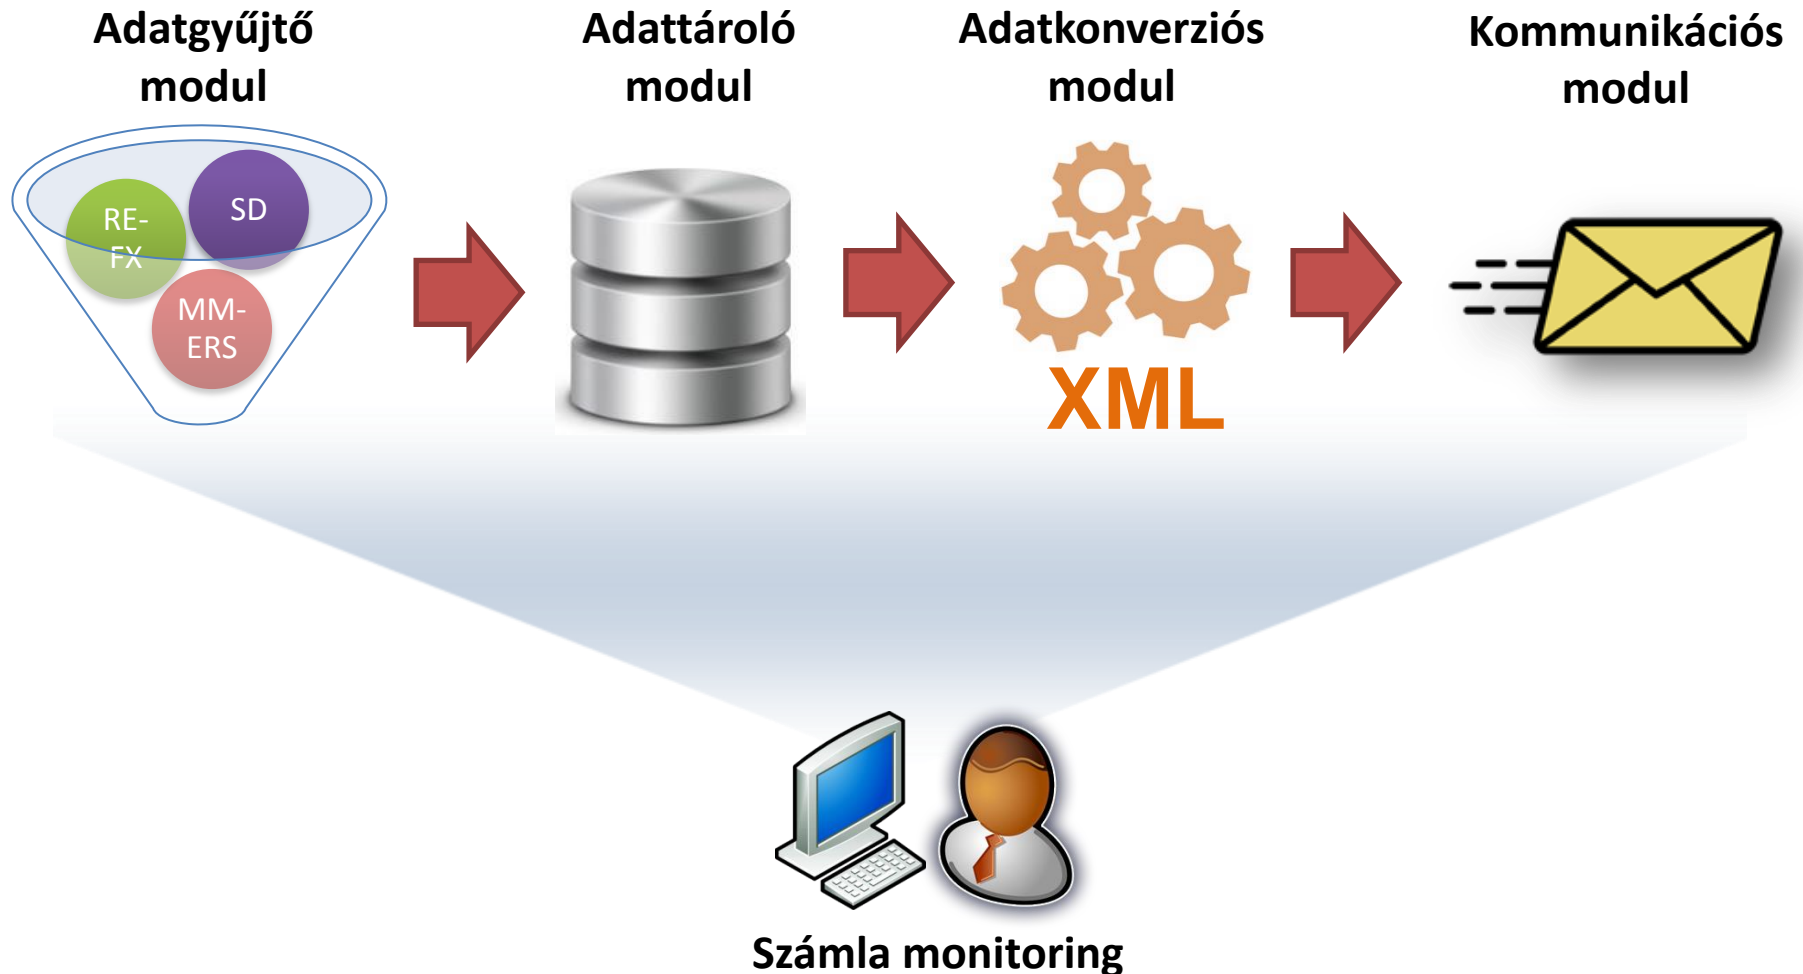 Adatgyűjtő
modul
Adattároló
modul
Adatkonverziós
modul
Kommunikációs
modul
RE-
FX
SD
MM-
ERS
XML
Számla monitoring